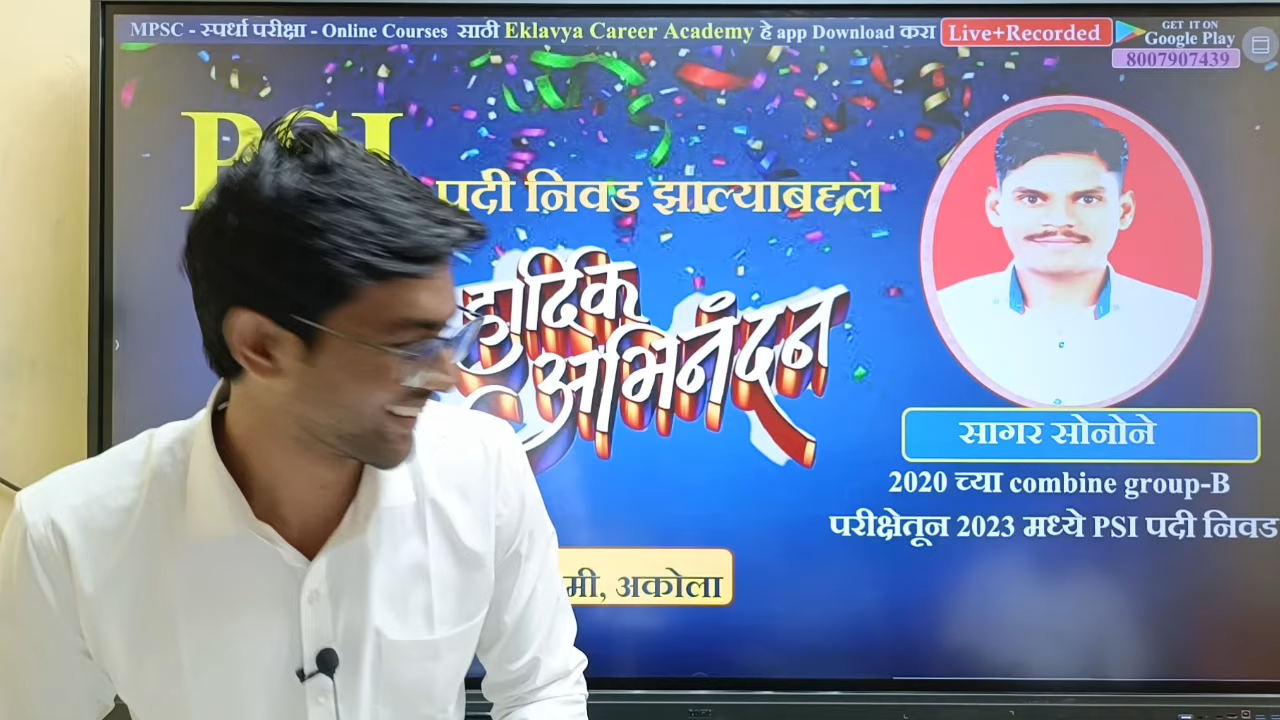 MPSC - स्पर्धा परीक्षा - Online Courses साठी Eklavya Career Academy हे app Download करा Live+Recorded
GET IT ON
Google Play
8007907439
PSI
पदी निवड झाल्याबद्दल
हार्दिक
अभिनंदन
सागर सोनोने
2020 च्या combine group-B
परीक्षेतून 2023 मध्ये PSI पदी निवड
मी, अकोला